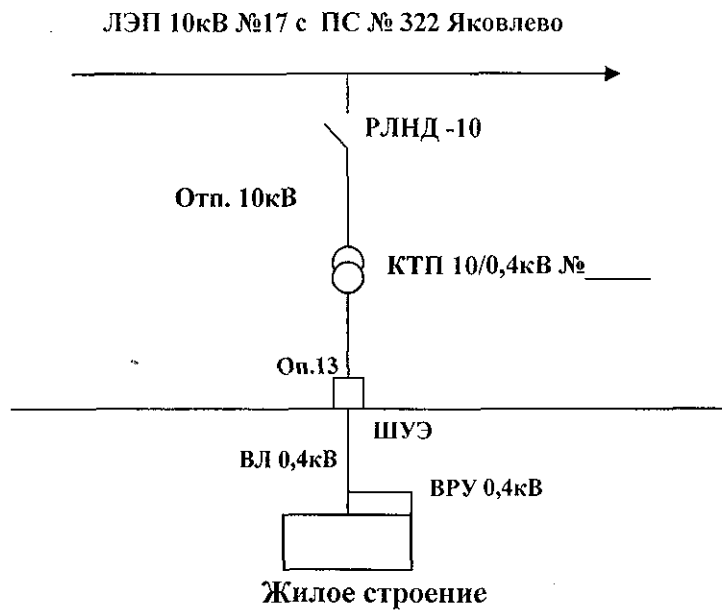 ЛЭП 10кВ №17 с ПС № 322 Яковлево
РЛНД -10
Отп. 10кВ
КТП 10/0,4кВ №_____
Оп.13
ШУЭ
ВЛ 0,4кВ
ВРУ 0,4кВ
Жилое строение